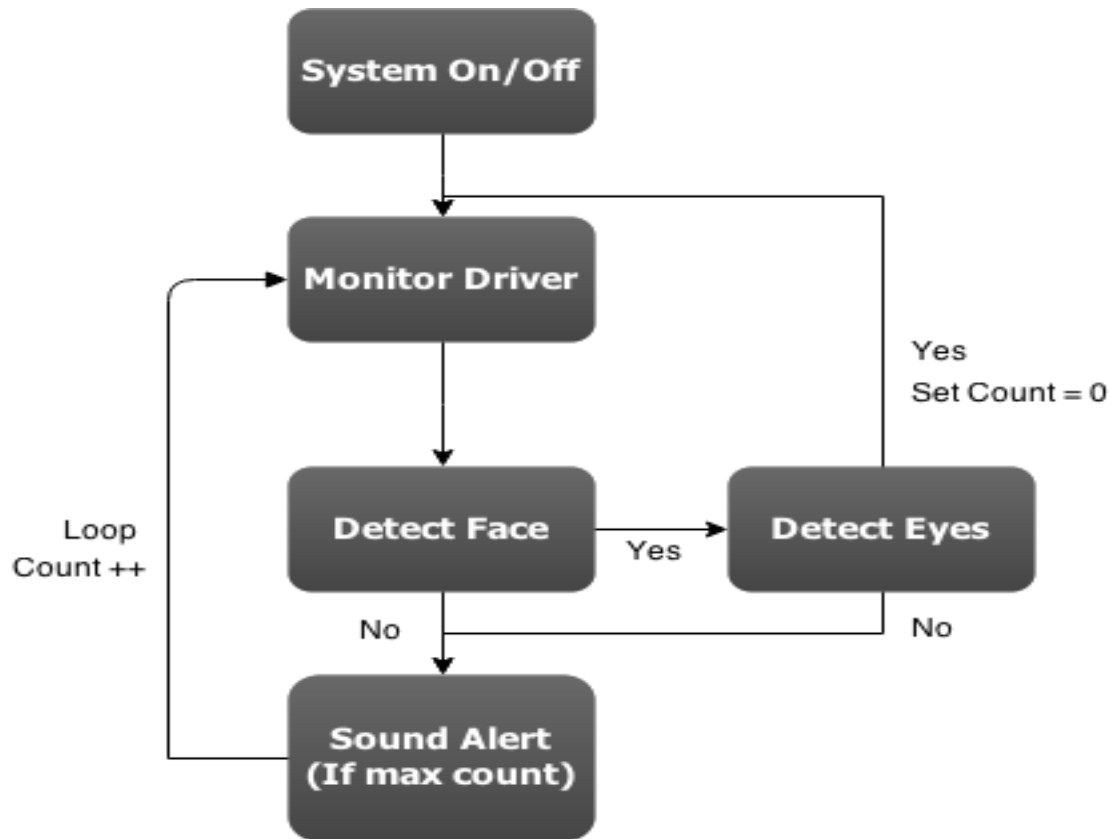 System On/Off
Monitor Driver
Yes
Set Count = 0
Loop
Count ++
Detect Face
Yes
Detect Eyes
No
No
Sound Alert
(If max count)